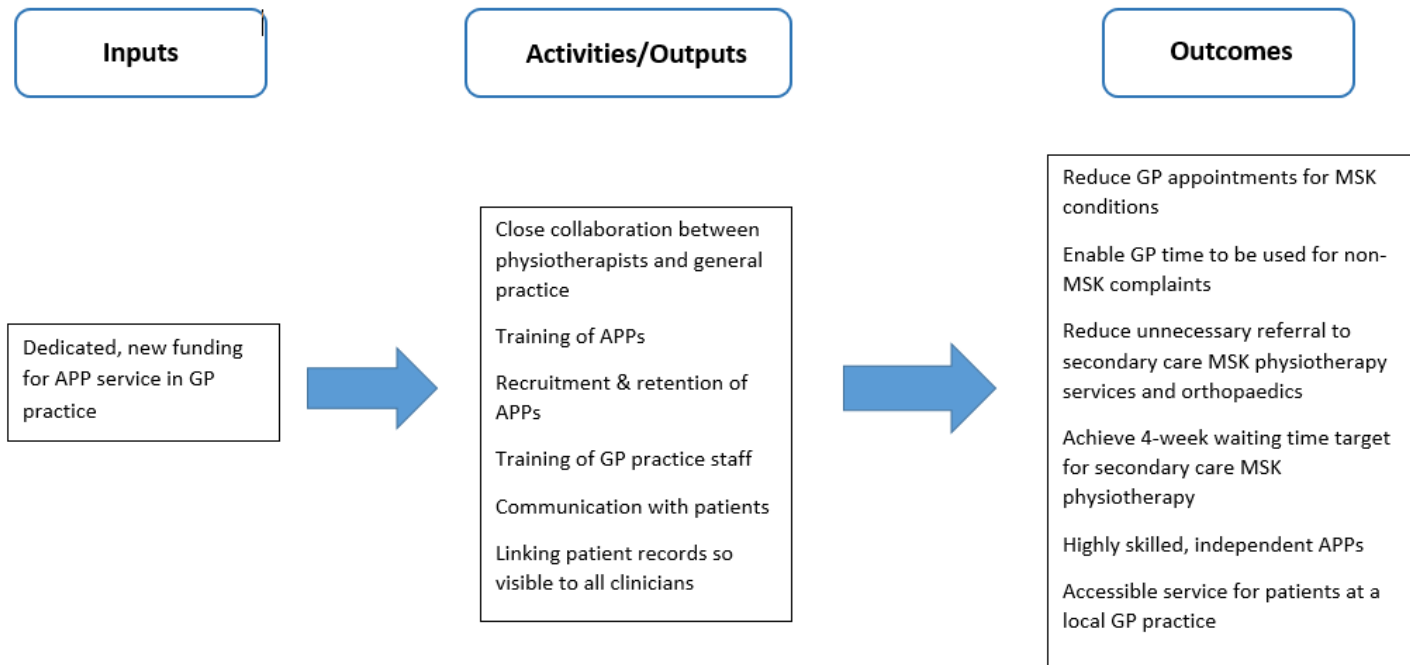 Inputs
Activities/Outputs
Outcomes
Dedicated, new funding
for APP service in GP
practice
Close collaboration between
physiotherapists and general
practice
Training of APPs
Recruitment & retention of
APPs
Training of GP practice staff
Communication with patients
Linking patient records so
visible to all clinicians
Reduce GP appointments for MSK
conditions
Enable GP time to be used for non-
MSK complaints
Reduce unnecessary referral to
secondary care MSK physiotherapy
services and orthopaedics
Achieve 4-week waiting time target
for secondary care MSK
physiotherapy
Highly skilled, independent APPs
Accessible service for patients at a
local GP practice